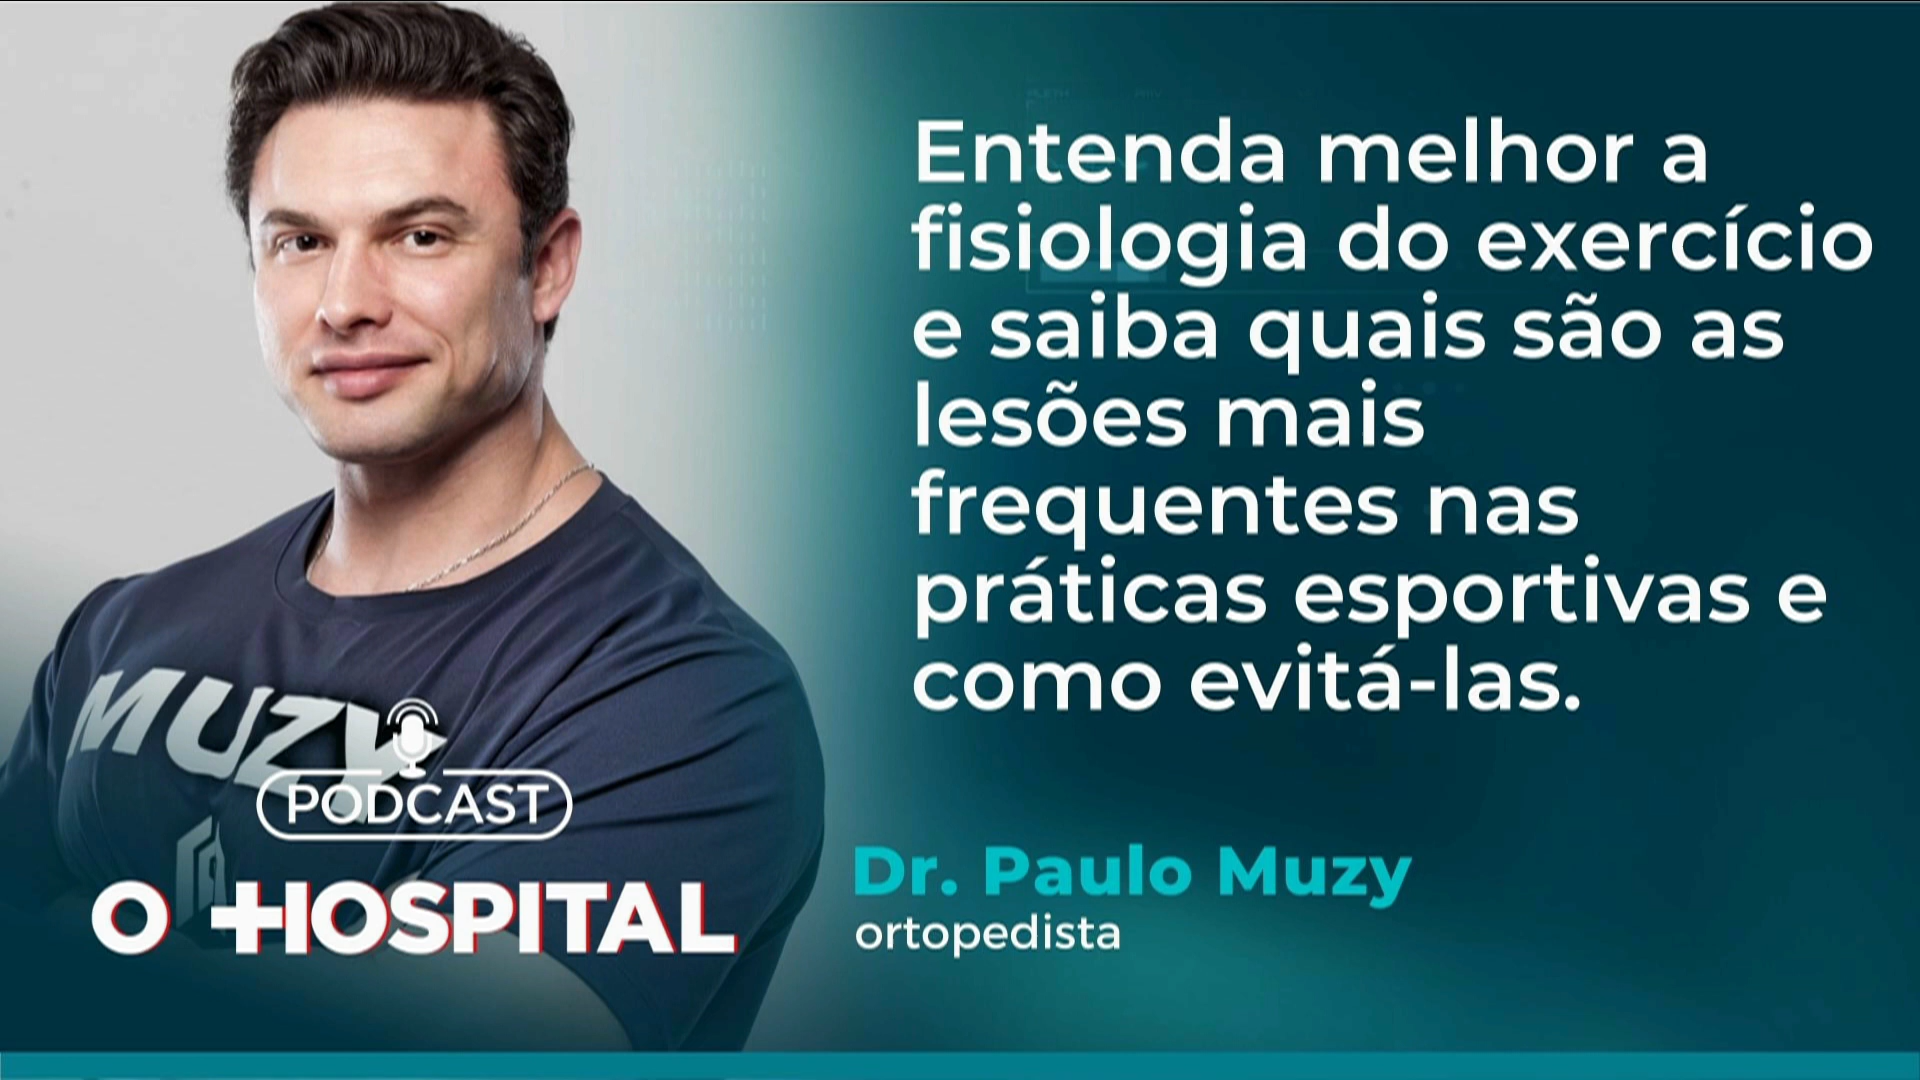 Entenda melhor a
fisiologia do exercício
e saiba quais são as
lesões mais
frequentes nas
práticas esportivas e
como evitá-las.
MUZY
PODCAST
O HOSPITAL
Dr. Paulo Muzy
ortopedista